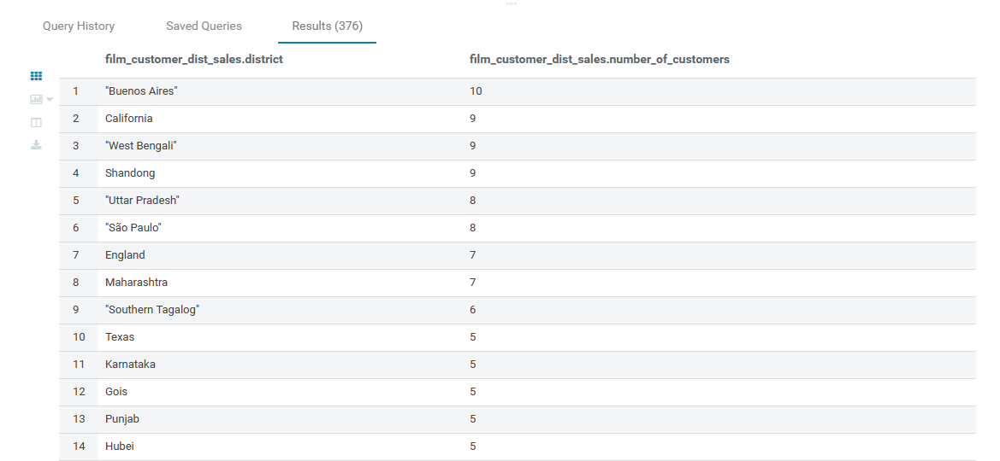 Query History Saved Queries Results (376)
film_customer_dist_sales.district film_customer_dist_sales.number_of_customers
1 "Buenos Aires" 10
2 California 9
3 "West Bengali" 9
4 Shandong 9
5 "Uttar Pradesh" 8
6 "São Paulo" 8
7 England 7
8 Maharashtra 7
9 "Southern Tagalog" 6
10 Texas 5
11 Karnataka 5
12 Gois 5
13 Punjab 5
14 Hubei 5